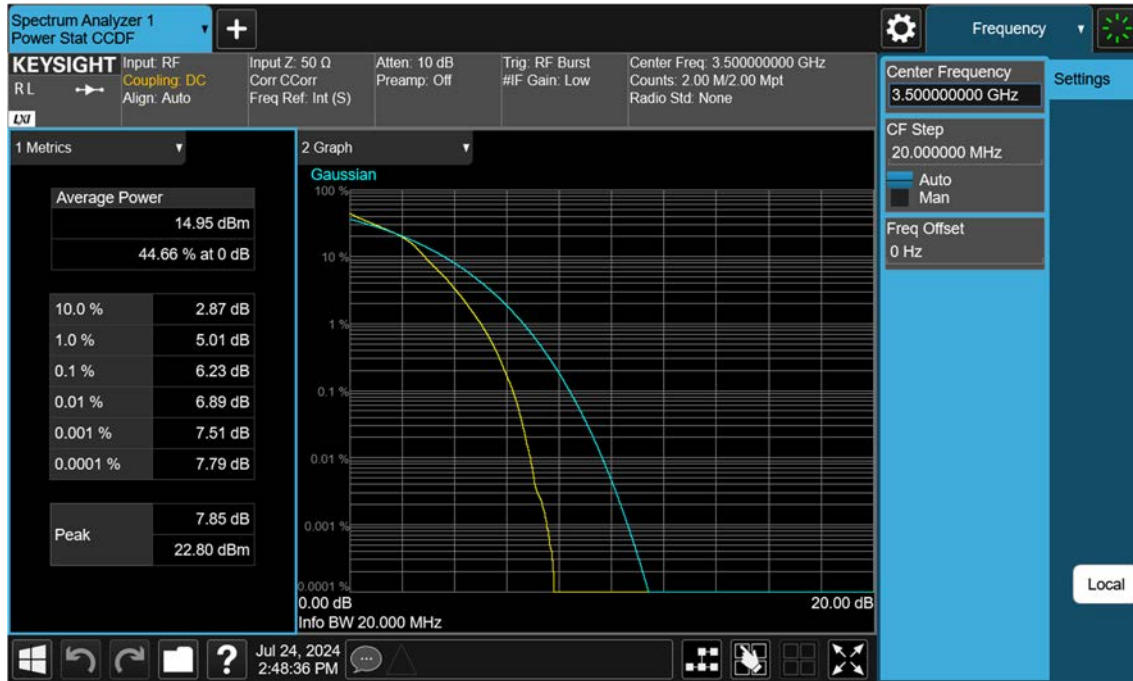 Spectrum Analyzer 1
Power Stat CCDF
Frequency
KEYSIGHT
R L
LXI
Input: RF
Coupling: DC
Align: Auto
Input Z: 50 Ω
Corr CCorr
Freq Ref: Int (S)
Atten: 10 dB
Preamp: Off
Trig: RF Burst
#IF Gain: Low
Center Freq: 3.500000000 GHz
Counts: 2.00 M/2.00 Mpt
Radio Std: None
Center Frequency
3.500000000 GHz
Settings
CF Step
20.000000 MHz
Auto
Man
Freq Offset
0 Hz
Local
1 Metrics
Average Power
14.95 dBm
44.66 % at 0 dB
10.0 % 2.87 dB
1.0 % 5.01 dB
0.1 % 6.23 dB
0.01 % 6.89 dB
0.001 % 7.51 dB
0.0001 % 7.79 dB
Peak
7.85 dB
22.80 dBm
2 Graph
Gaussian
100 %
10 %
1 %
0.1 %
0.01 %
0.001 %
0.0001 %
0.00 dB 20.00 dB
Info BW 20.000 MHz
?
Jul 24, 2024
2:48:36 PM